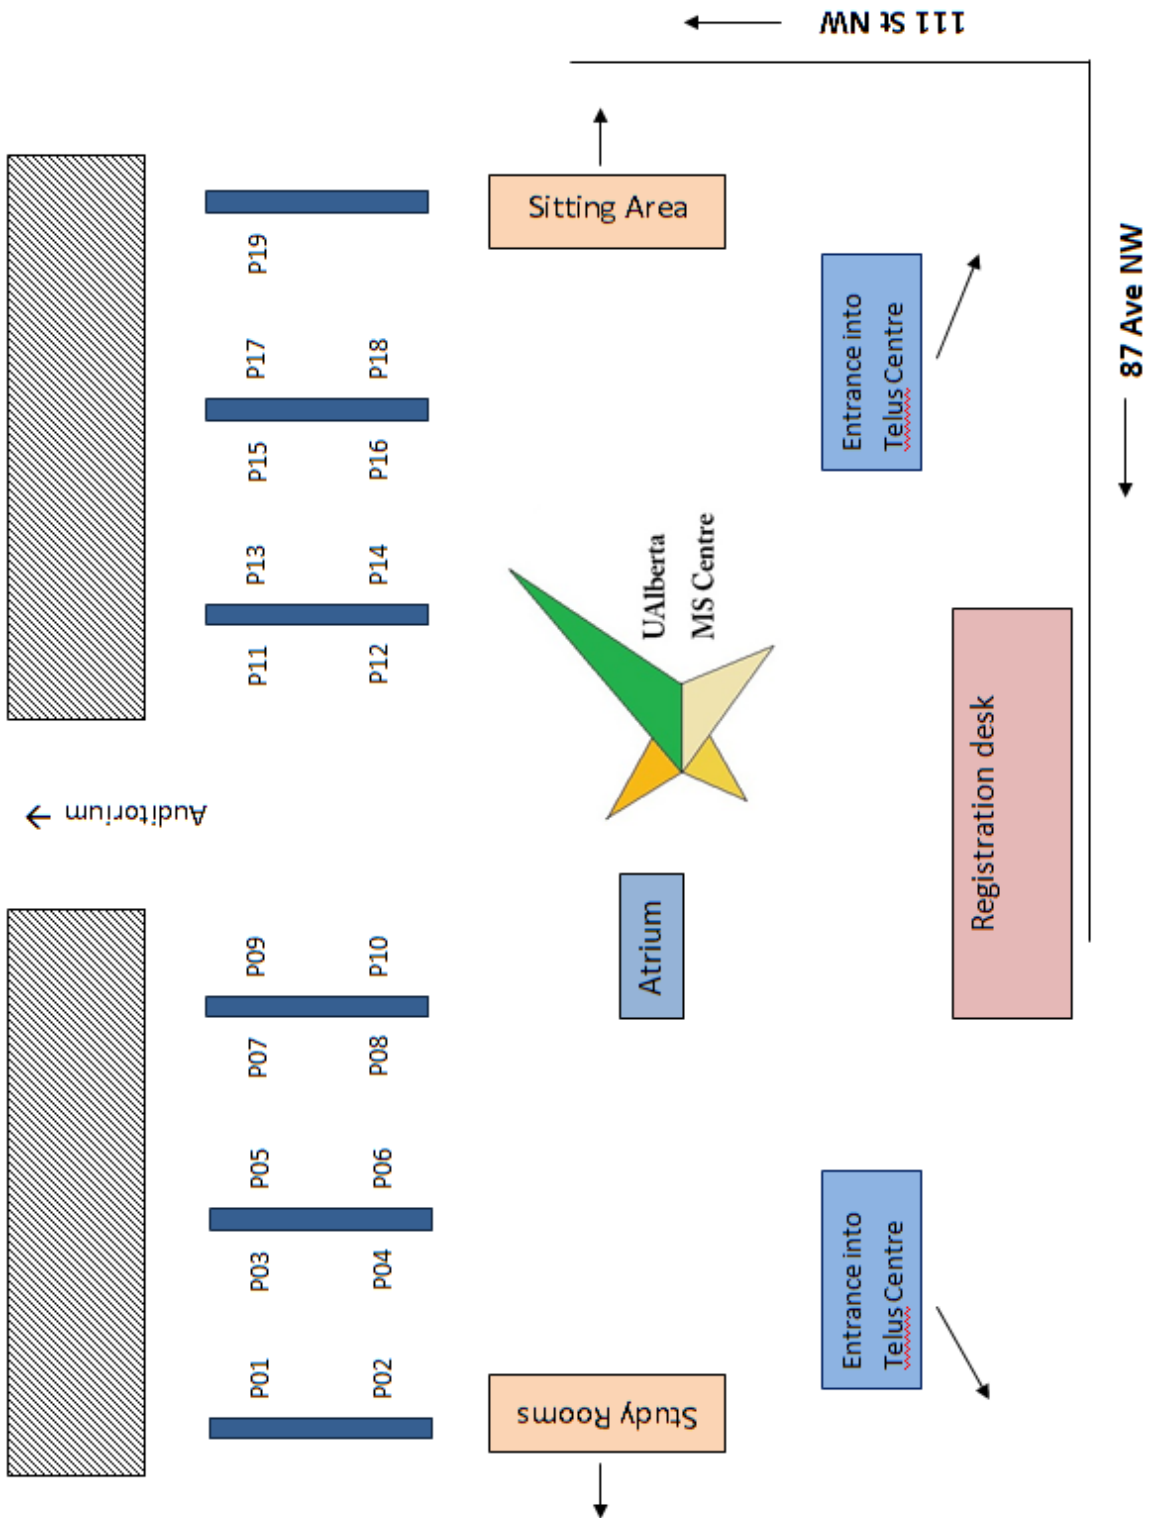 111 St NW
87 Ave NW
Sitting Area
Entrance into
Telus Centre
P19
P17
P18
P15
P16
P13
P14
P11
P12
UAlberta
MS Centre
Auditorium
Registration desk
Atrium
P09
P10
P07
P08
P05
P06
P03
P04
P01
P02
Entrance into
Telus Centre
Study Rooms